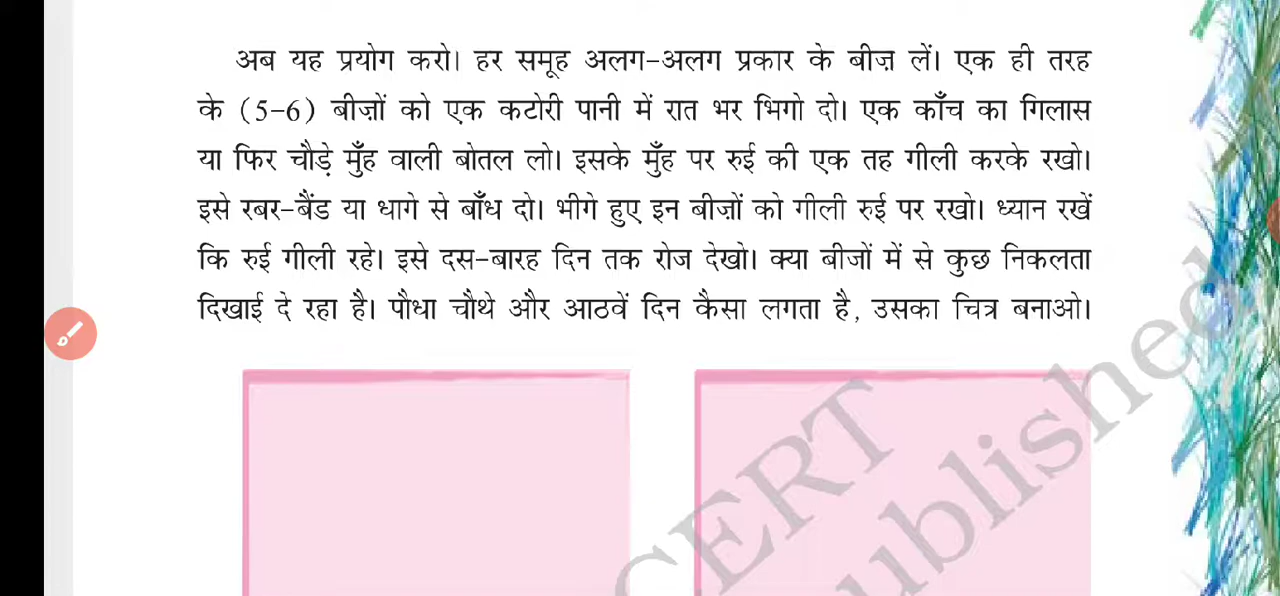 अब यह प्रयोग करो। हर समूह अलग-अलग प्रकार के बीज़ लें। एक ही तरह
के (5-6) बीज़ों को एक कटोरी पानी में रात भर भिगो दो। एक काँच का गिलास
या फिर चौड़े मुँह वाली बोतल लो। इसके मुँह पर रुई की एक तह गीली करके रखो।
इसे रबर-बैंड या धागे से बाँध दो। भीगे हुए इन बीज़ों को गीली रुई पर रखो। ध्यान रखें
कि रुई गीली रहे। इसे दस-बारह दिन तक रोज देखो। क्या बीजों में से कुछ निकलता
दिखाई दे रहा है। पौधा चौथे और आठवें दिन कैसा लगता है, उसका चित्र बनाओ।
CERT
ublished